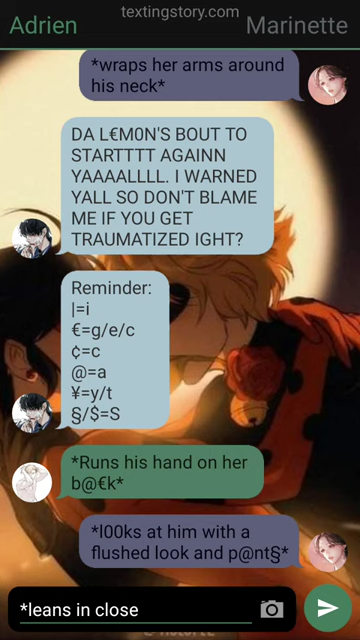 textingstory.com
Adrien
Marinette
*wraps her arms around
his neck*
DA L€M0N'S BOUT TO
STARTTTT AGAINN
YAAAALLLL. I WARNED
YALL SO DON'T BLAME
ME IF YOU GET
TRAUMATIZED IGHT?
Reminder:
|=i
€=g/e/c
¢=c
@=a
¥=y/t
§/$=S
*Runs his hand on her
b@€k*
*l00ks at him with a
flushed look and p@nt§*
*leans in close